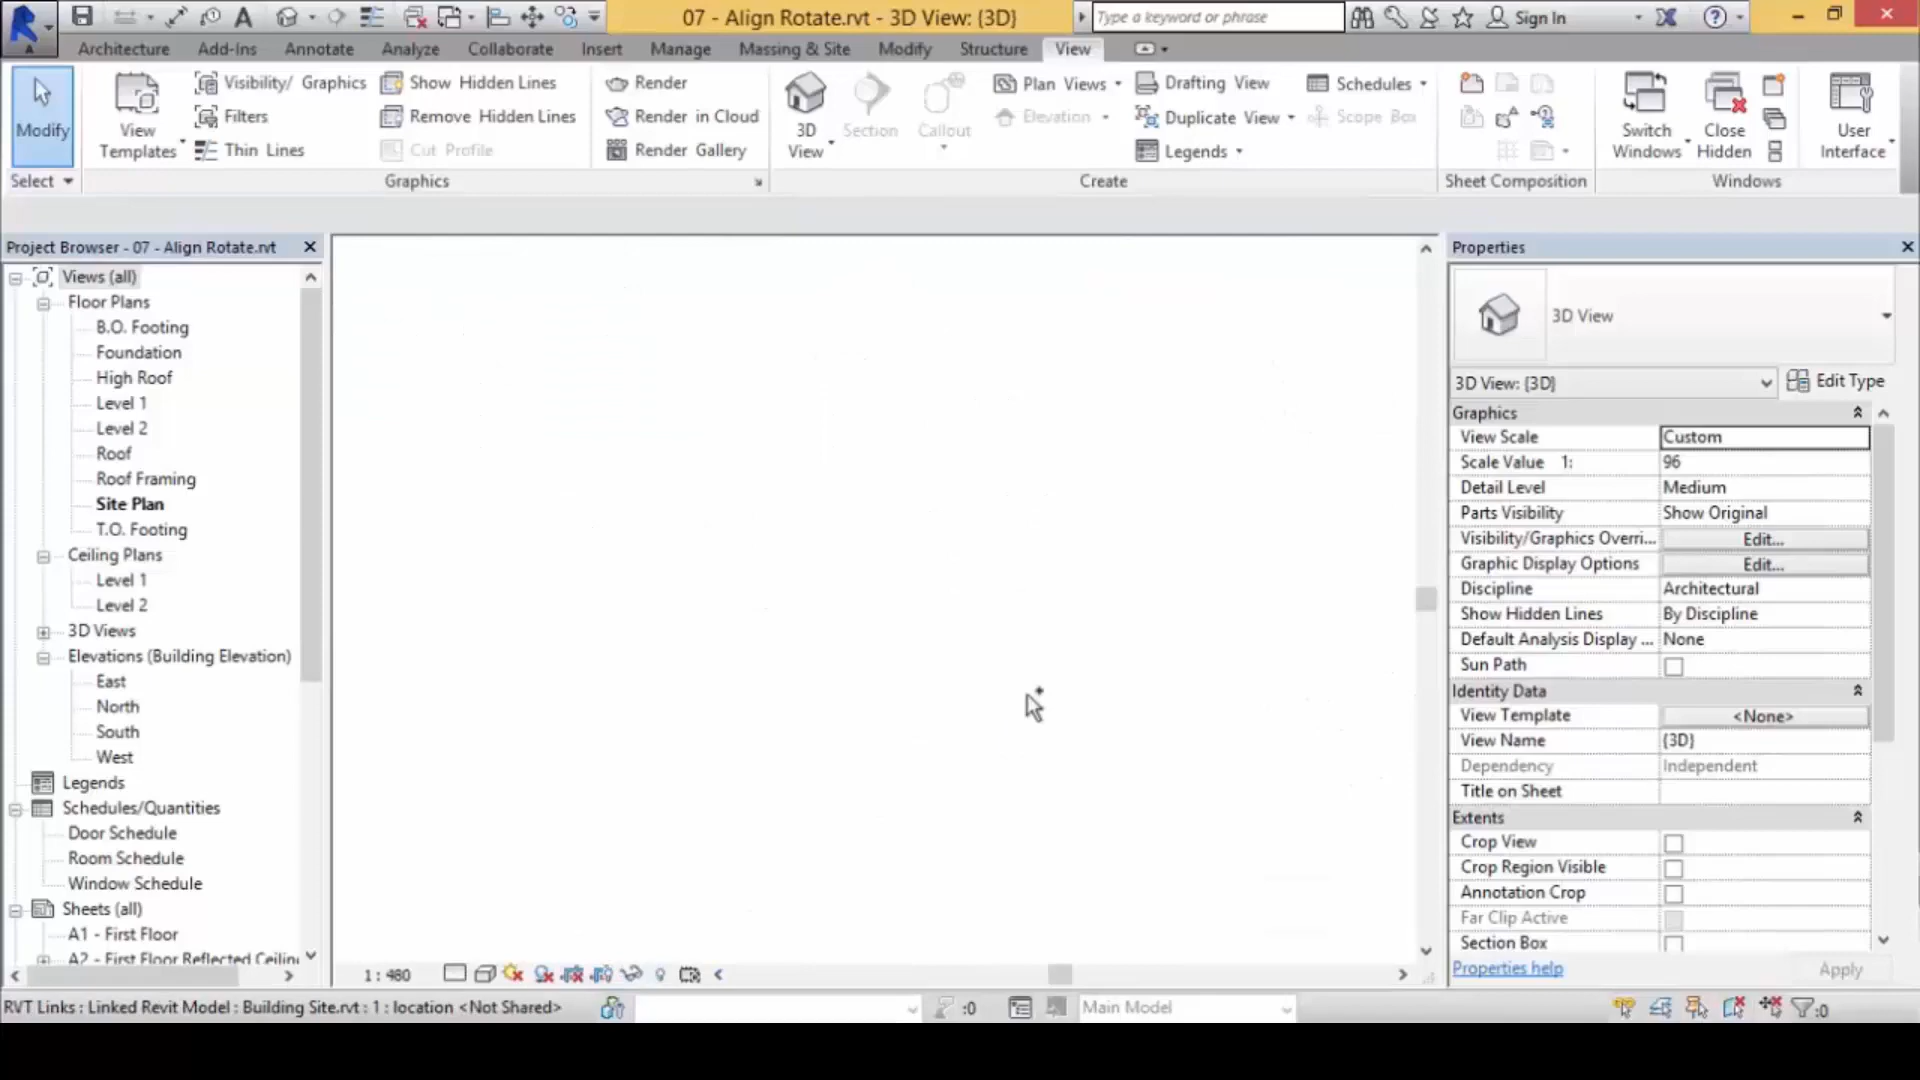 07 - Align Rotate.rvt - 3D View: {3D}
Type a keyword or phrase
Sign In
Architecture
Add-Ins
Annotate
Analyze
Collaborate
Insert
Manage
Massing & Site
Modify
Structure
View
Modify
View
Templates
Visibility/ Graphics
Filters
Thin Lines
Show Hidden Lines
Remove Hidden Lines
Cut Profile
Render
Render in Cloud
Render Gallery
3D
View
Section
Callout
Plan Views
Elevation
Drafting View
Duplicate View
Legends
Schedules
Scope Box
Switch
Windows
Close
Hidden
User
Interface
Select
Graphics
Create
Sheet Composition
Windows
Project Browser - 07 - Align Rotate.rvt
Views (all)
Floor Plans
B.O. Footing
Foundation
High Roof
Level 1
Level 2
Roof
Roof Framing
Site Plan
T.O. Footing
Ceiling Plans
Level 1
Level 2
3D Views
Elevations (Building Elevation)
East
North
South
West
Legends
Schedules/Quantities
Door Schedule
Room Schedule
Window Schedule
Sheets (all)
A1 - First Floor
A2 - First Floor Reflected Ceilin
Properties
3D View
3D View: {3D}
Edit Type
Graphics
View Scale Custom
Scale Value 1: 96
Detail Level Medium
Parts Visibility Show Original
Visibility/Graphics Overri... Edit...
Graphic Display Options Edit...
Discipline Architectural
Show Hidden Lines By Discipline
Default Analysis Display ... None
Sun Path
Identity Data
View Template <None>
View Name {3D}
Dependency Independent
Title on Sheet
Extents
Crop View
Crop Region Visible
Annotation Crop
Far Clip Active
Section Box
Properties help
Apply
1 : 480
RVT Links : Linked Revit Model : Building Site.rvt : 1 : location <Not Shared>
:0
Main Model
:0